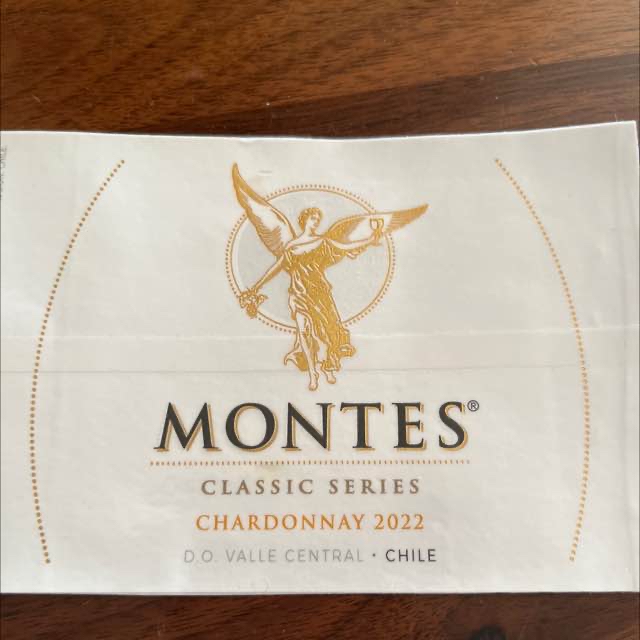 MONTES®
CLASSIC SERIES
CHARDONNAY 2022
D.O. VALLE CENTRAL • CHILE